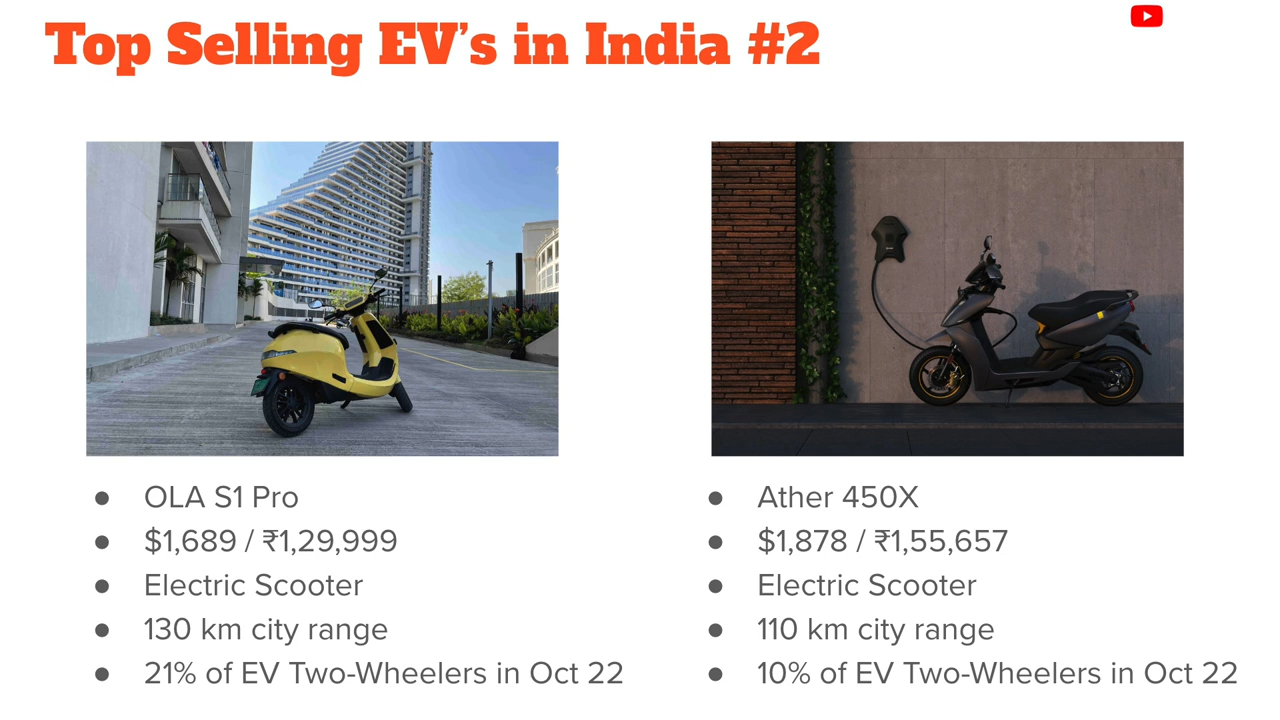 Top Selling EV’s in India #2
● OLA S1 Pro
● $1,689 / ₹1,29,999
● Electric Scooter
● 130 km city range
● 21% of EV Two-Wheelers in Oct 22
● Ather 450X
● $1,878 / ₹1,55,657
● Electric Scooter
● 110 km city range
● 10% of EV Two-Wheelers in Oct 22